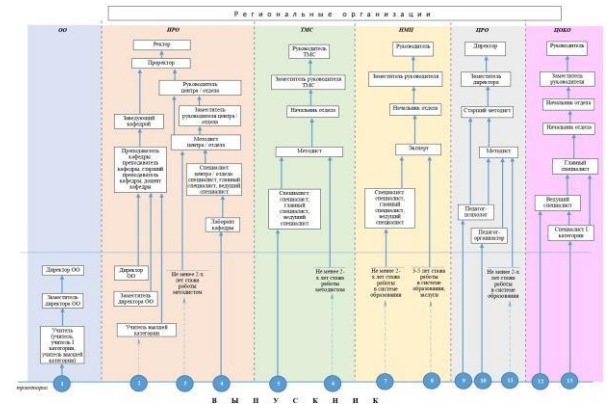 Региональные организации
ОО
ИРО
ТМС
НМЦ
ЦРО
ЦОКО
Ректор
Проректор
Руководитель
центра / отдела
Заместитель
руководителя центра /
отдела
Методист
центра / отдела
Заведующий
кафедрой
Преподаватель
кафедры,
преподаватель
кафедры, старший
преподаватель
кафедры, доцент
кафедры
Специалист
центра / отдела
специалист, главный
специалист, ведущий
специалист
Лаборант
кафедры
Директор
ОО
Заместитель
директора ОО
Учитель высшей
категории
Не менее 2-х
лет стажа
работы
методистом
Директор ОО
Заместитель
директора ОО
Учитель
(учитель,
учитель 1
категории,
учитель высшей
категории)
Руководитель
ТМС
Заместитель руководителя
ТМС
Начальник отдела
Методист
Специалист
специалист,
главный
специалист,
ведущий
специалист
Не менее 2-
х лет стажа
работы
методистом
Руководитель
Заместитель руководителя
Начальник отдела
Эксперт
Специалист
специалист,
главный
специалист,
ведущий
специалист
Не менее 2-
х лет стажа
работы
в системе
образования
3-5 лет стажа
работы
в системе
образования,
заслуги
Директор
Заместитель
директора
Старший методист
Методист
Педагог-
психолог
Педагог-
организатор
Не менее 2-х
лет стажа
работы
в системе
образования
Руководитель
Заместитель
руководителя
Начальник отдела
Начальник отдела
Главный
специалист
Ведущий
специалист
Специалист 1
категории
траектории
1
2
3
4
5
6
7
8
9
10
11
12
13
ВЫПУСКНИК